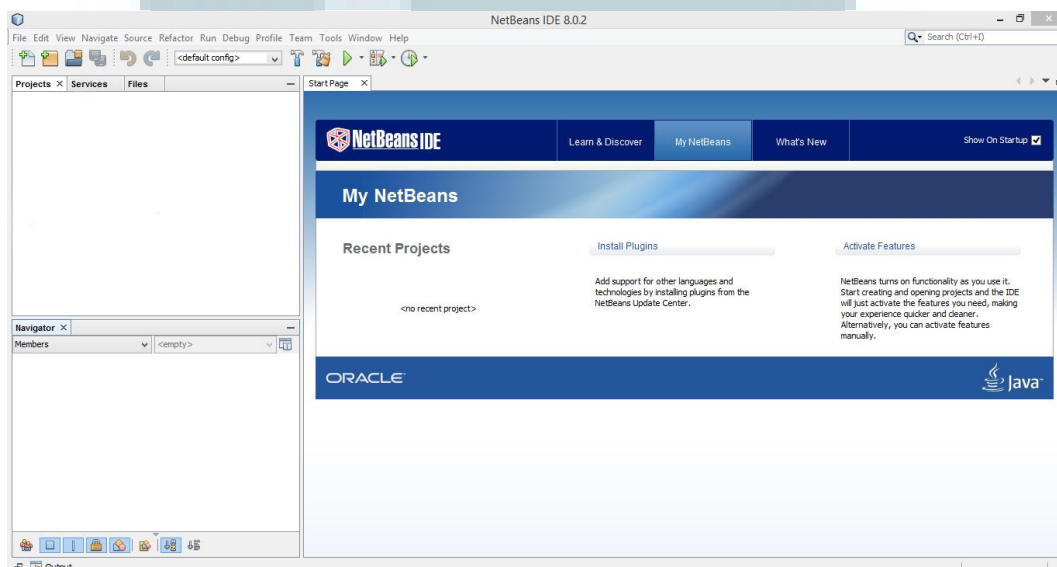 NetBeans IDE 8.0.2
File Edit View Navigate Source Refactor Run Debug Profile Team Tools Window Help
Search (Ctrl+I)
<default config>
Projects Services Files
Start Page
NetBeans IDE
Learn & Discover
My NetBeans
What's New
Show On Startup
My NetBeans
Recent Projects
<no recent project>
Install Plugins
Add support for other languages and
technologies by installing plugins from the
NetBeans Update Center.
Activate Features
NetBeans turns on functionality as you use it.
Start creating and opening projects and the IDE
will just activate the features you need, making
your experience quicker and cleaner.
Alternatively, you can activate features
manually.
Navigator
Members
<empty>
ORACLE
Java
Output